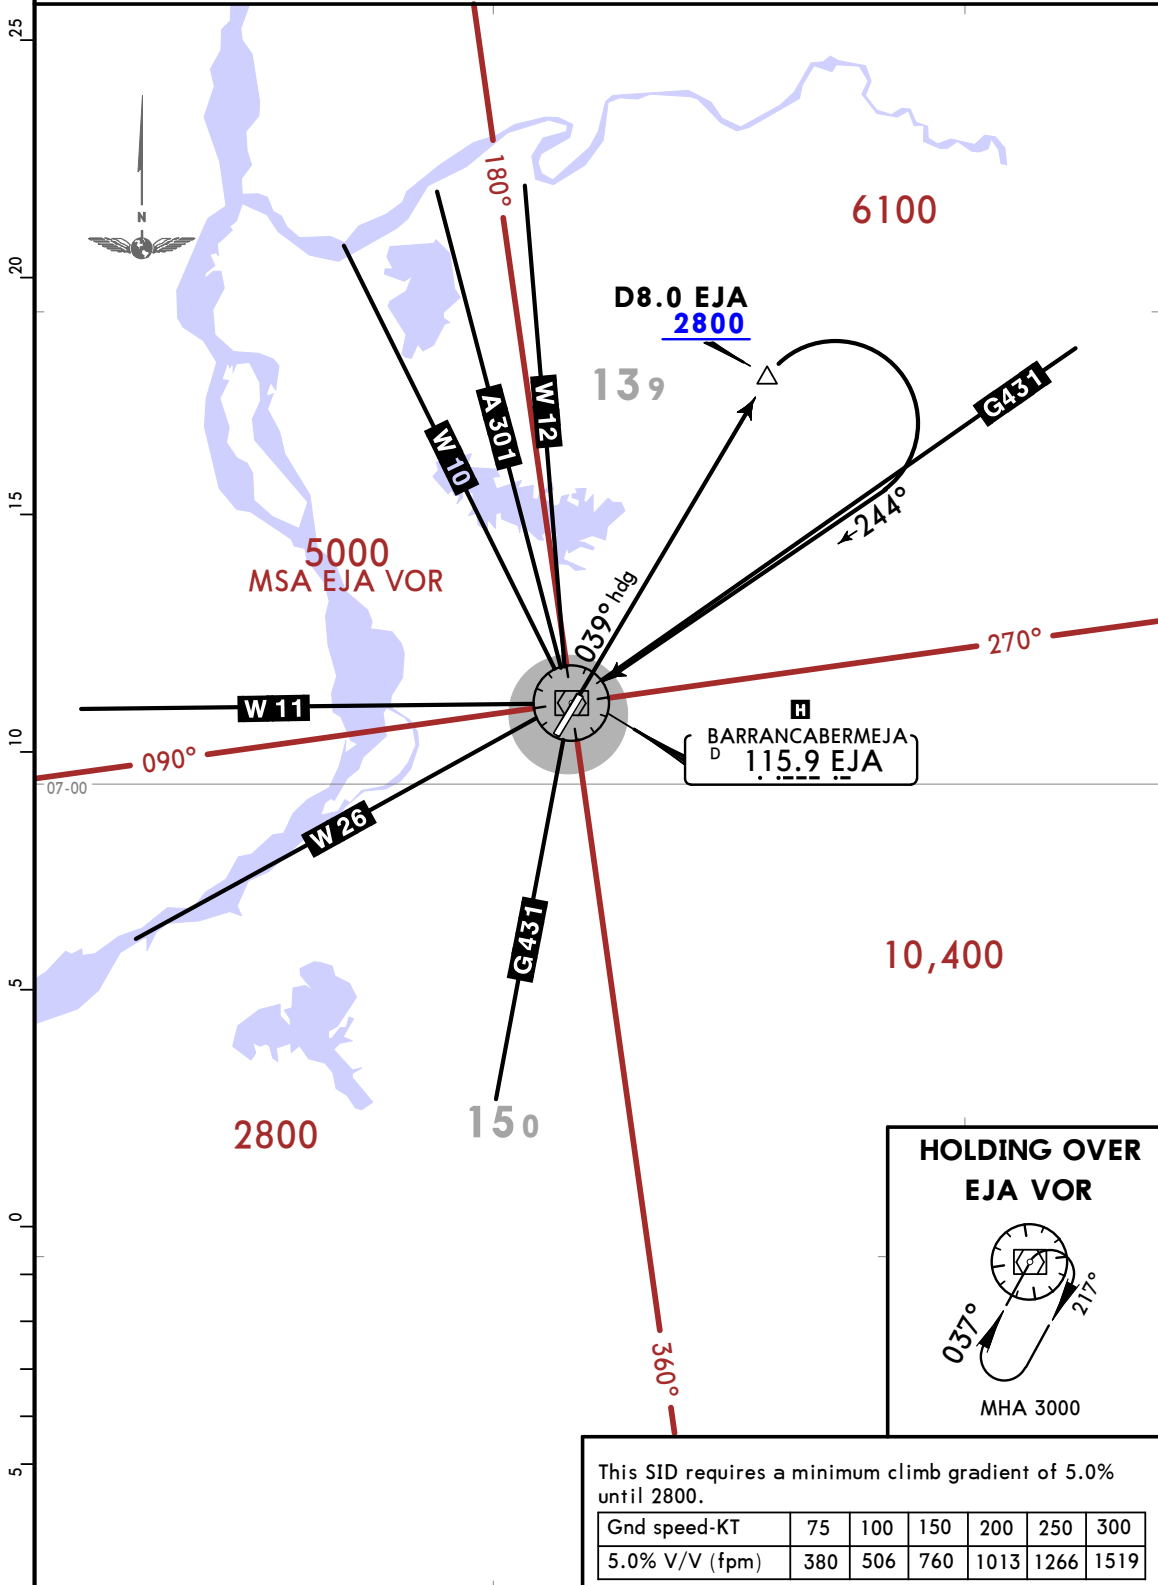 25
180°
N
6100
20
D8.0 EJA
2800
139
G431
W 12
A 301
W 10
15
244°
5000
MSA EJA VOR
039° hdg
270°
W 11
H
BARRANCABERMEJA
D 115.9 EJA
10
090°
07-00
W 26
G431
10,400
5
2800
150
HOLDING OVER
EJA VOR
0
037°
217°
MHA 3000
360°
5
This SID requires a minimum climb gradient of 5.0%
until 2800.
Gnd speed-KT 75 100 150 200 250 300
5.0% V/V (fpm) 380 506 760 1013 1266 1519